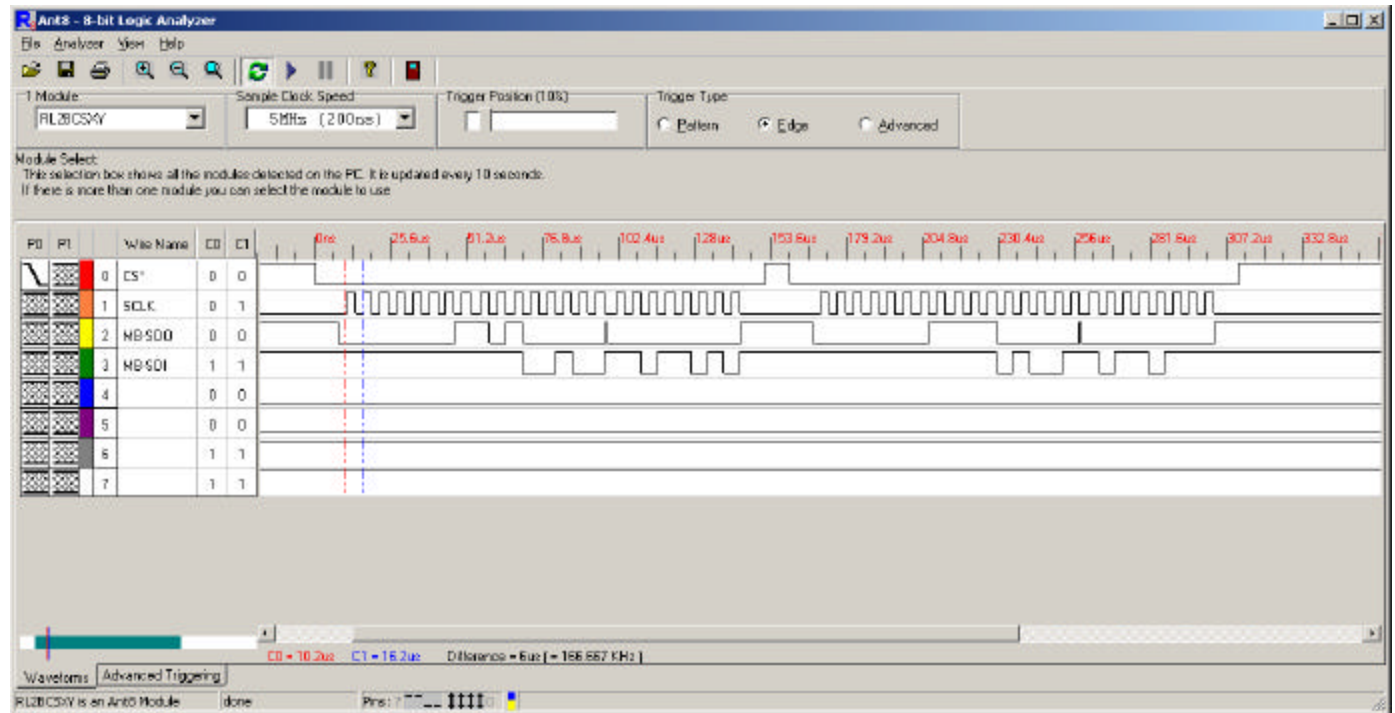 Ant8 - 8-bit Logic Analyzer
File Analyser View Help
1 Module
RL2BC5XY
Sample Clock Speed
5MHz (200ns)
Trigger Position (10%)
Trigger Type
Pattern Edge Advanced
Module Select:
This selection box shows all the modules detected on the PC. It is updated every 10 seconds.
If there is more than one module you can select the module to use
P0 P1 Wire Name C0 C1 0ns 25.6us 51.2us 76.8us 102.4us 128us 153.6us 179.2us 204.8us 230.4us 256us 281.6us 307.2us 332.8us
0 CS* 0 0
1 SCLK 0 1
2 MB-SDO 0 0
3 MB-SDI 1 1
4 0 0
5 0 0
6 1 1
7 1 1
C0 = 10.2us C1 = 16.2us Difference = 6us ( = 166.667 KHz )
Waveforms Advanced Triggering
RL2BC5XY is an Ant8 Module done Pins: ?